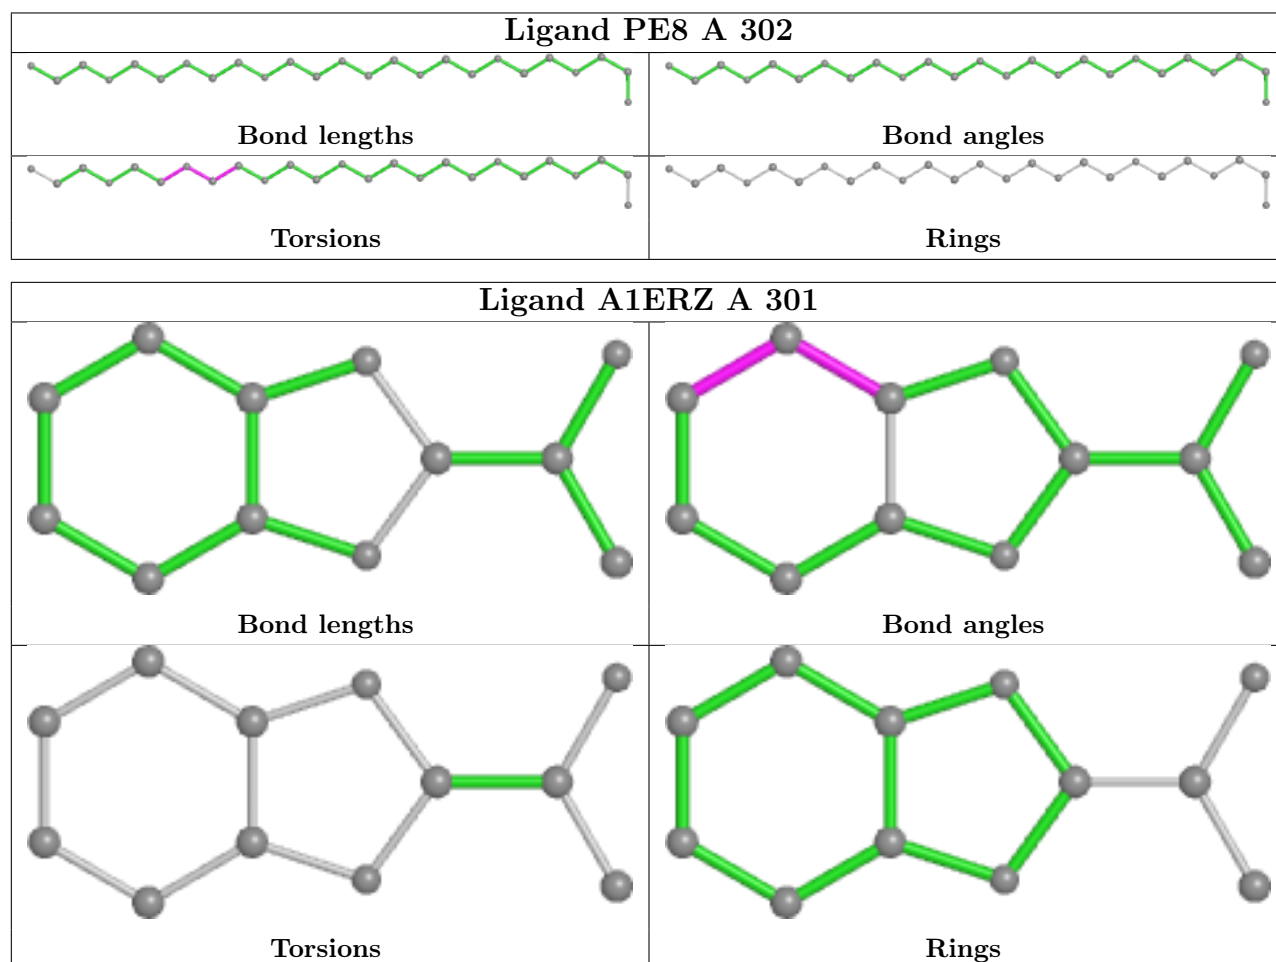 Ligand PE8 A 302
Bond lengths
Bond angles
Torsions
Rings
Ligand A1ERZ A 301
Bond lengths
Bond angles
Torsions
Rings